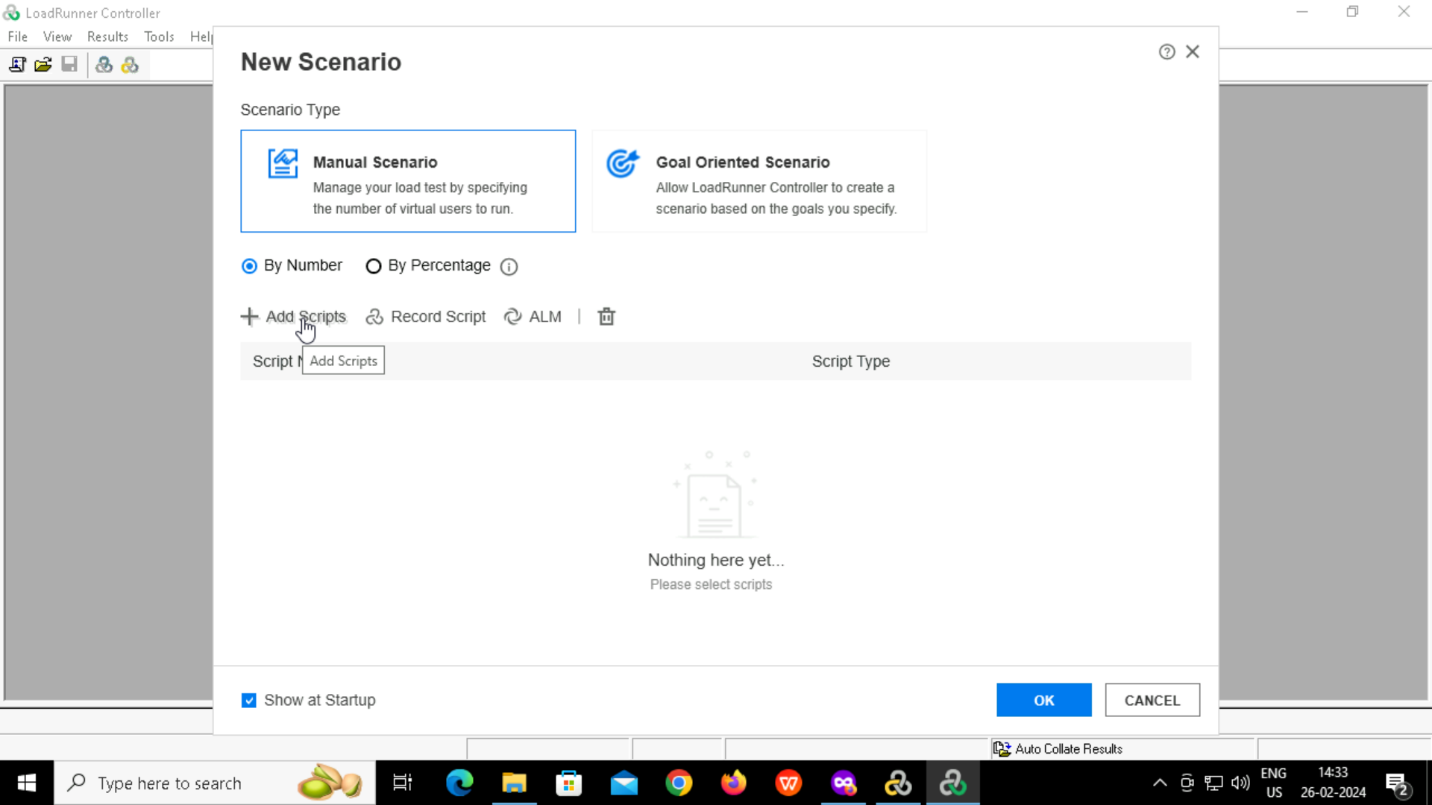 LoadRunner Controller
File View Results Tools Help
New Scenario
Scenario Type
Manual Scenario
Manage your load test by specifying
the number of virtual users to run.
Goal Oriented Scenario
Allow LoadRunner Controller to create a
scenario based on the goals you specify.
By Number By Percentage
Add Scripts Record Script ALM
Script Script Type
Add Scripts
Nothing here yet...
Please select scripts
Show at Startup
OK CANCEL
Auto Collate Results
Type here to search
ENG
US
14:33
26-02-2024
2